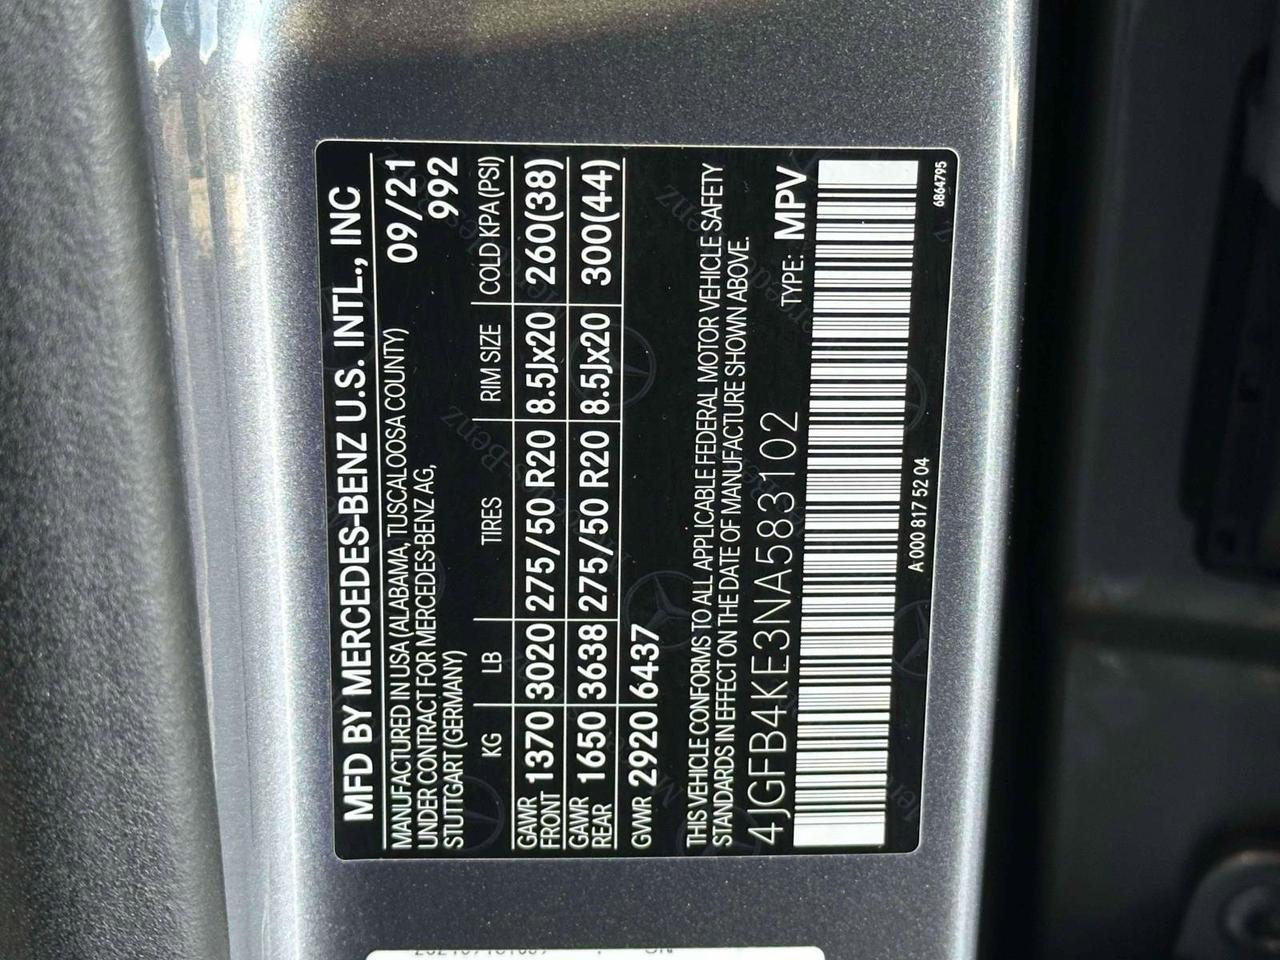 MFD BY MERCEDES-BENZ U.S. INTL., INC
MANUFACTURED IN USA (ALABAMA, TUSCALOOSA COUNTY) 09/21
UNDER CONTRACT FOR MERCEDES-BENZ AG, 992
STUTTGART (GERMANY)
KG LB TIRES RIM SIZE COLD KPA(PSI)
GAWR FRONT 1370 3020 275/50 R20 8.5Jx20 260(38)
GAWR REAR 1650 3638 275/50 R20 8.5Jx20 300(44)
GVWR 2920 6437
THIS VEHICLE CONFORMS TO ALL APPLICABLE FEDERAL MOTOR VEHICLE SAFETY
STANDARDS IN EFFECT ON THE DATE OF MANUFACTURE SHOWN ABOVE.
4JGFB4KE3NA583102 TYPE: MPV
A 000 817 52 04 6864795